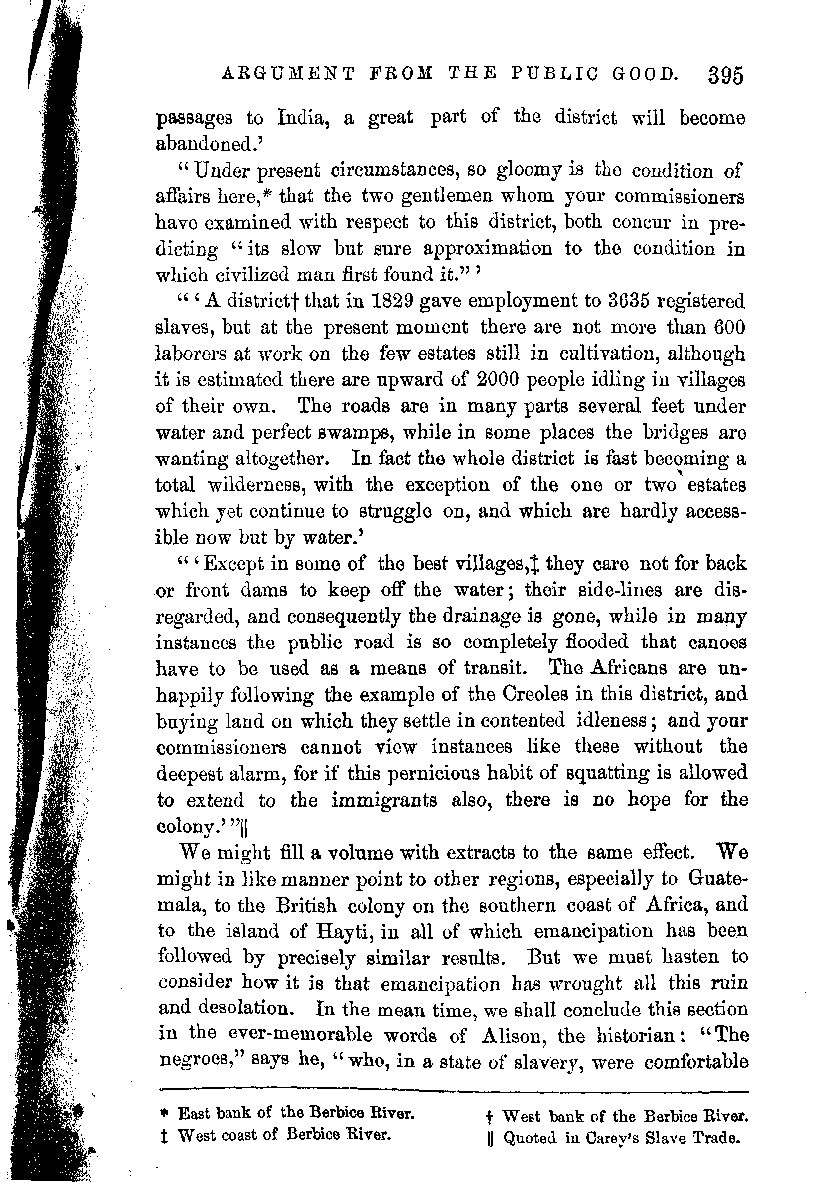 ARGUMENT FROM THE PUBLIC GOOD. 395
passages to India, a great part of the district will become
abandoned.’
“Under present circumstances, so gloomy is the condition of
affairs here,* that the two gentlemen whom your commissioners
have examined with respect to this district, both concur in pre-
dicting “its slow but sure approximation to the condition in
which civilized man first found it.” ’
“ ‘A district† that in 1829 gave employment to 3635 registered
slaves, but at the present moment there are not more than 600
laborers at work on the few estates still in cultivation, although
it is estimated there are upward of 2000 people idling in villages
of their own. The roads are in many parts several feet under
water and perfect swamps, while in some places the bridges are
wanting altogether. In fact the whole district is fast becoming a
total wilderness, with the exception of the one or two estates
which yet continue to struggle on, and which are hardly access-
ible now but by water.’
“ ‘Except in some of the best villages,‡ they care not for back
or front dams to keep off the water; their side-lines are dis-
regarded, and consequently the drainage is gone, while in many
instances the public road is so completely flooded that canoes
have to be used as a means of transit. The Africans are un-
happily following the example of the Creoles in this district, and
buying land on which they settle in contented idleness; and your
commissioners cannot view instances like these without the
deepest alarm, for if this pernicious habit of squatting is allowed
to extend to the immigrants also, there is no hope for the
colony.’ ”||
We might fill a volume with extracts to the same effect. We
might in like manner point to other regions, especially to Guate-
mala, to the British colony on the southern coast of Africa, and
to the island of Hayti, in all of which emancipation has been
followed by precisely similar results. But we must hasten to
consider how it is that emancipation has wrought all this ruin
and desolation. In the mean time, we shall conclude this section
in the ever-memorable words of Alison, the historian: “The
negroes,” says he, “who, in a state of slavery, were comfortable
* East bank of the Berbice River. † West bank of the Berbice River.
‡ West coast of Berbice River. || Quoted in Carey’s Slave Trade.